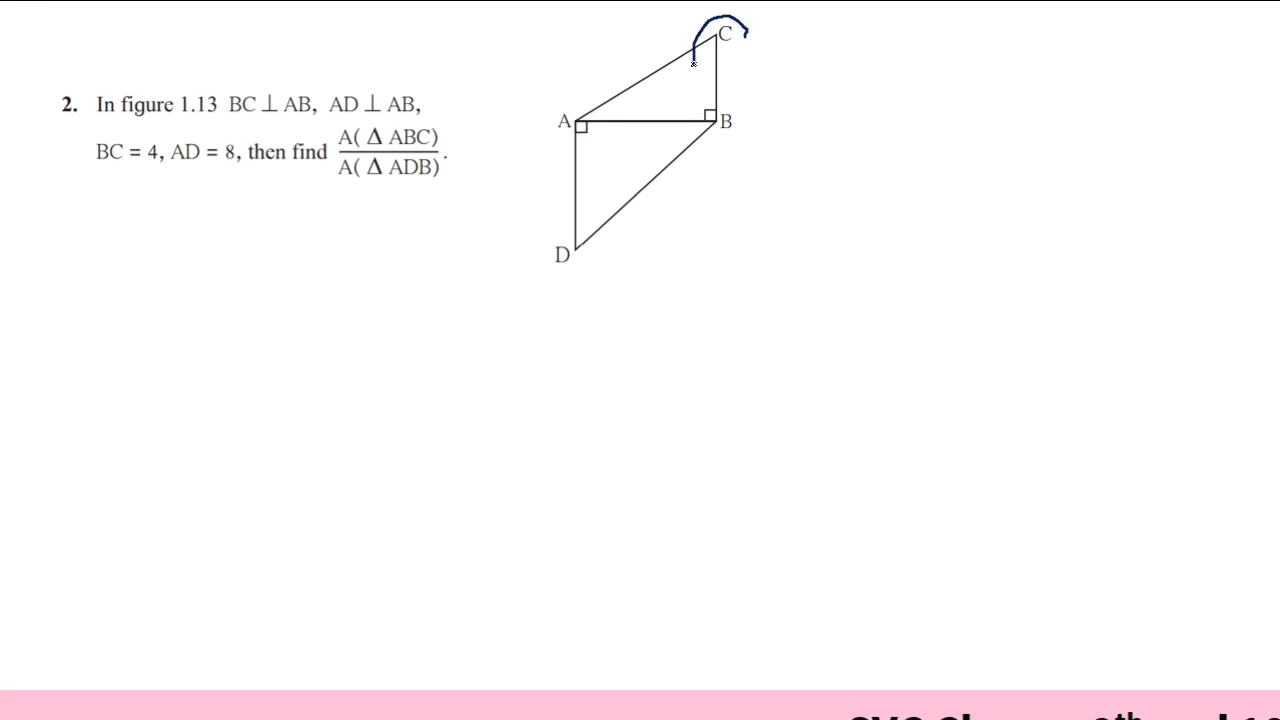 2. In figure 1.13 BC ⊥ AB, AD ⊥ AB,
BC = 4, AD = 8, then find A( Δ ABC) / A( Δ ADB) .
C
A
B
D